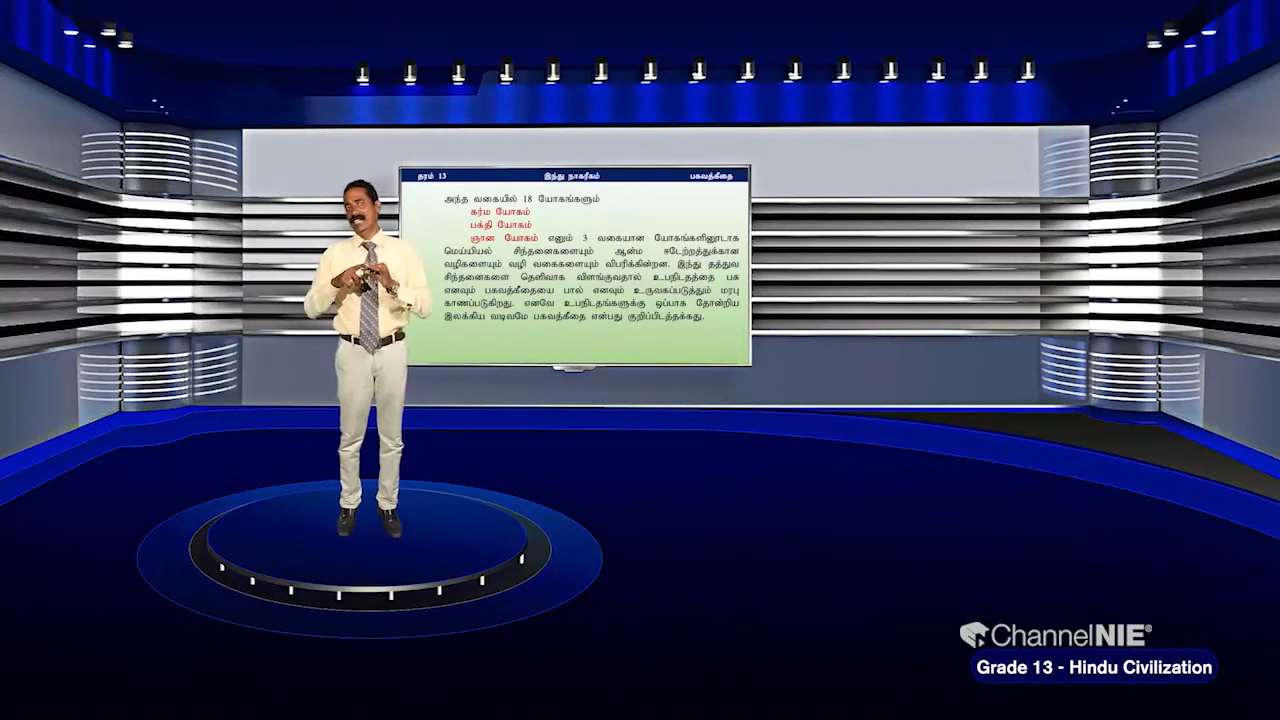 தரம் 13 இந்து நாகரீகம் பகவத்கீதை
அந்த வகையில் 18 யோகங்களும்
கர்ம யோகம்
பக்தி யோகம்
ஞான யோகம் எனும் 3 வகையான யோகங்களினூடாக
மெய்யியல் சிந்தனைகளையும் ஆன்ம ஈடேற்றத்துக்கான
வழிகளையும் வழி வகைகளையும் விபரிக்கின்றன. இந்து தத்துவ
சிந்தனைகளை தெளிவாக விளங்குவதால் உபநிடதத்தை பசு
எனவும் பகவத்கீதையை பால் எனவும் உருவகப்படுத்தும் மரபு
காணப்படுகிறது. எனவே உபநிடதங்களுக்கு ஒப்பாக தோன்றிய
இலக்கிய வடிவமே பகவத்கீதை என்பது குறிப்பிடத்தக்கது.
ChannelNIE®
Grade 13 - Hindu Civilization